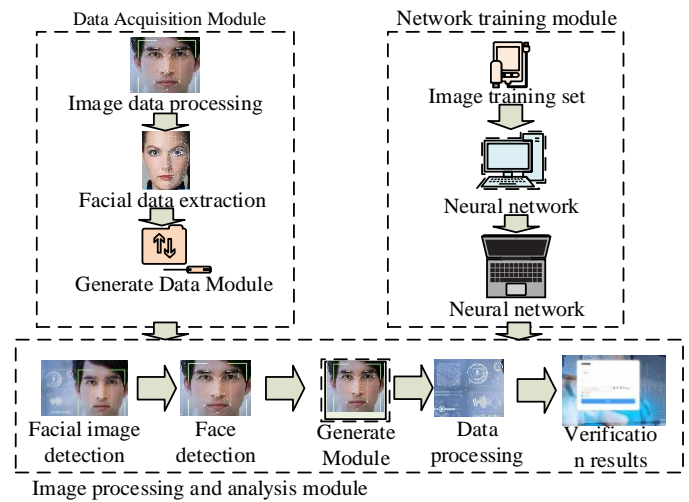 Data Acquisition Module
Image data processing
Facial data extraction
Generate Data Module
Network training module
Image training set
Neural network
Neural network
Facial image
detection
Face
detection
Generate
Module
Data
processing
Verificatio
n results
Image processing and analysis module